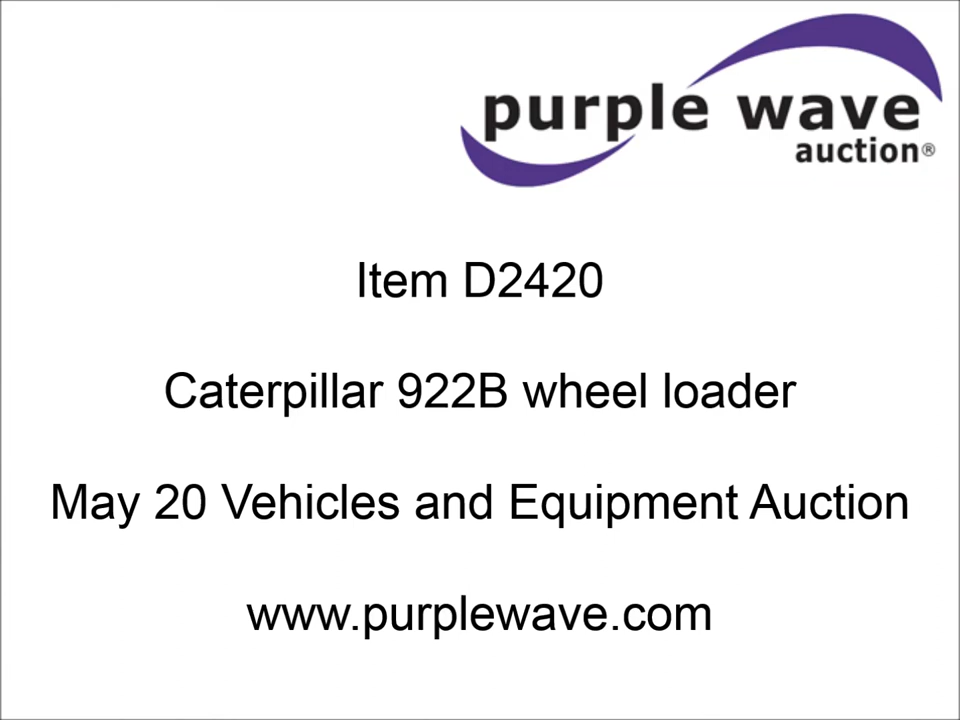 purple wave
auction®
Item D2420
Caterpillar 922B wheel loader
May 20 Vehicles and Equipment Auction
www.purplewave.com